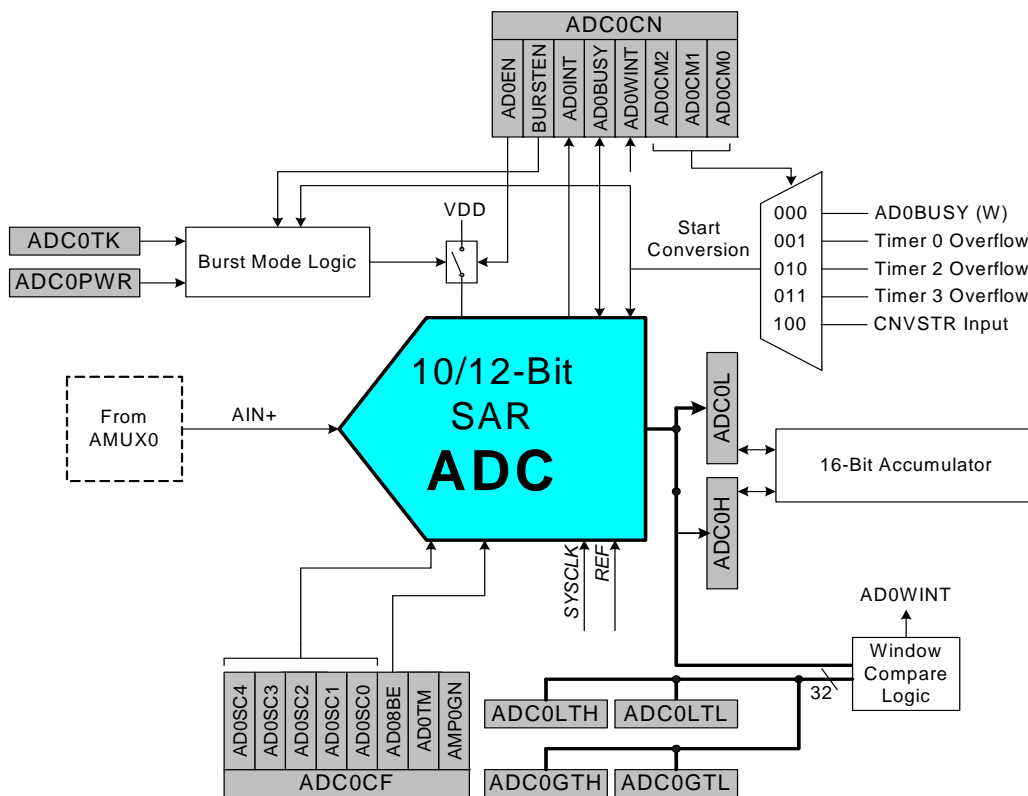 ADC0CN
AD0EN
BURSTEN
AD0INT
AD0BUSY
AD0WINT
AD0CM2
AD0CM1
AD0CM0
VDD
Start
Conversion
000
AD0BUSY (W)
001
Timer 0 Overflow
010
Timer 2 Overflow
011
Timer 3 Overflow
100
CNVSTR Input
ADC0TK
ADC0PWR
Burst Mode Logic
From
AMUX0
AIN+
10/12-Bit
SAR
ADC
ADC0L
ADC0H
16-Bit Accumulator
SYSCLK
REF
AD0WINT
Window
Compare
Logic
32
AD0SC4
AD0SC3
AD0SC2
AD0SC1
AD0SC0
AD08BE
AD0TM
AMP0GN
ADC0CF
ADC0LTH
ADC0LTL
ADC0GTH
ADC0GTL